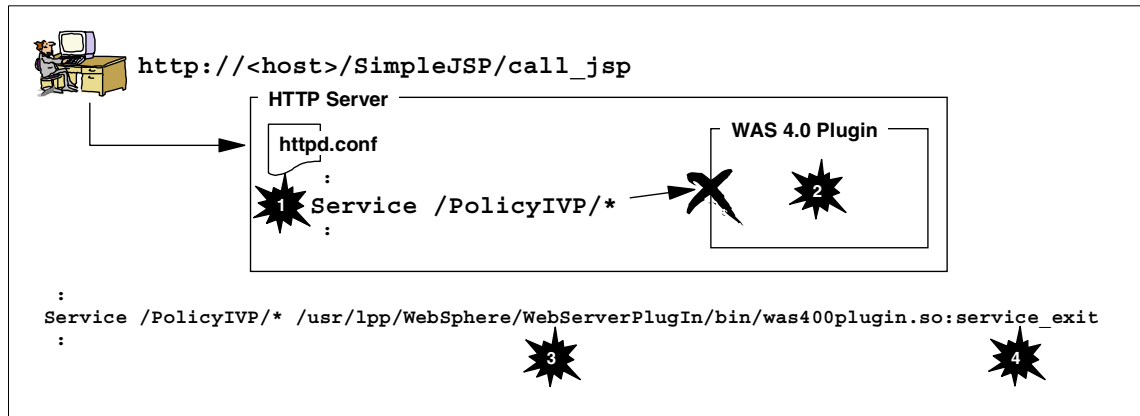 http://<host>/SimpleJSP/call_jsp
HTTP Server
httpd.conf
WAS 4.0 Plugin
:
1
Service /PolicyIVP/*
2
:
:
Service /PolicyIVP/* /usr/lpp/WebSphere/WebServerPlugIn/bin/was400plugin.so:service_exit
:
3
4